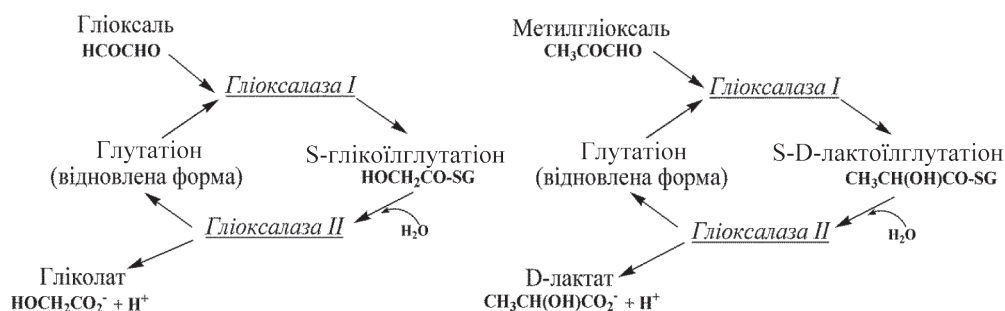 Гліоксаль
HCOCHO
Гліоксалаза I
Глутатіон
(відновлена форма)
S-глікоїлглутатіон
HOCH₂CO-SG
Гліоксалаза II
H₂O
Гліколат
HOCH₂CO₂⁻ + H⁺
Метилгліоксаль
CH₃COCHO
Гліоксалаза I
Глутатіон
(відновлена форма)
S-D-лактоїлглутатіон
CH₃CH(OH)CO-SG
Гліоксалаза II
H₂O
D-лактат
CH₃CH(OH)CO₂⁻ + H⁺